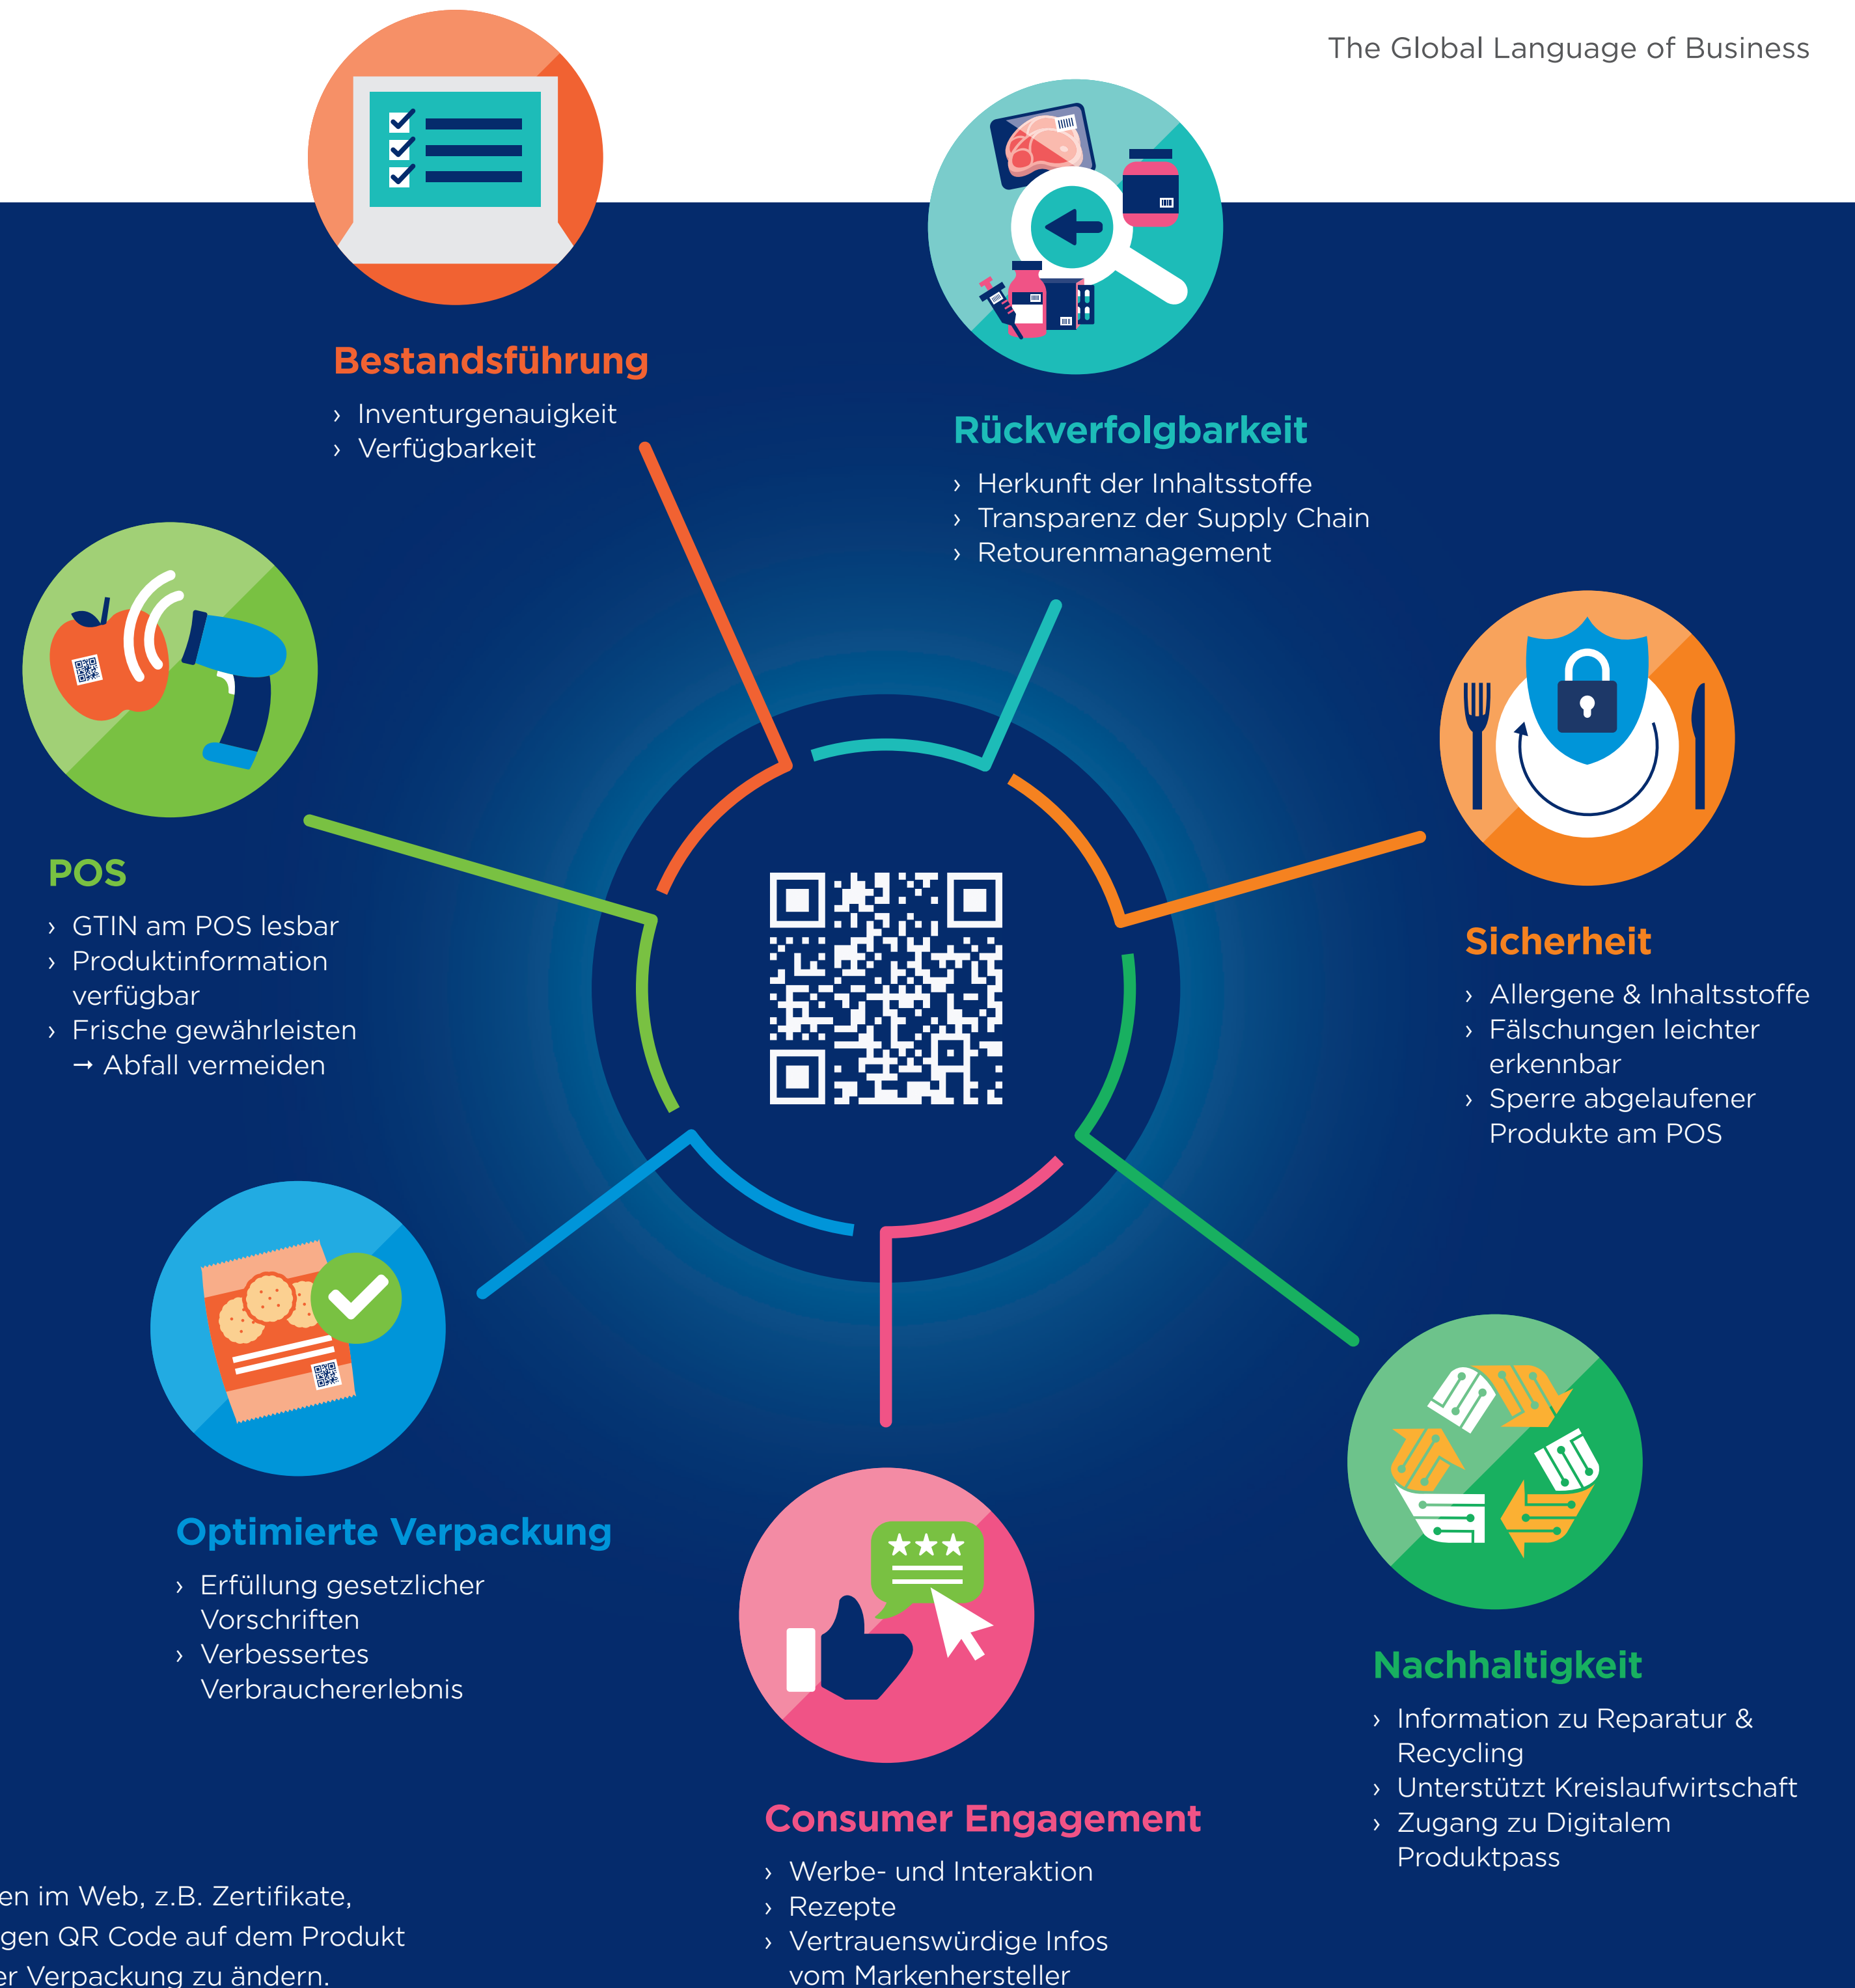 The Global Language of Business
Bestandsführung
› Inventurgenauigkeit
› Verfügbarkeit
Rückverfolgbarkeit
› Herkunft der Inhaltsstoffe
› Transparenz der Supply Chain
› Retourenmanagement
POS
› GTIN am POS lesbar
› Produktinformation
verfügbar
› Frische gewährleisten
→ Abfall vermeiden
Sicherheit
› Allergene & Inhaltsstoffe
› Fälschungen leichter
erkennbar
› Sperre abgelaufener
Produkte am POS
Optimierte Verpackung
› Erfüllung gesetzlicher
Vorschriften
› Verbessertes
Verbrauchererlebnis
Nachhaltigkeit
› Information zu Reparatur &
Recycling
› Unterstützt Kreislaufwirtschaft
› Zugang zu Digitalem
Produktpass
Consumer Engagement
› Werbe- und Interaktion
› Rezepte
› Vertrauenswürdige Infos
vom Markenhersteller
en im Web, z.B. Zertifikate,
gen QR Code auf dem Produkt
er Verpackung zu ändern.